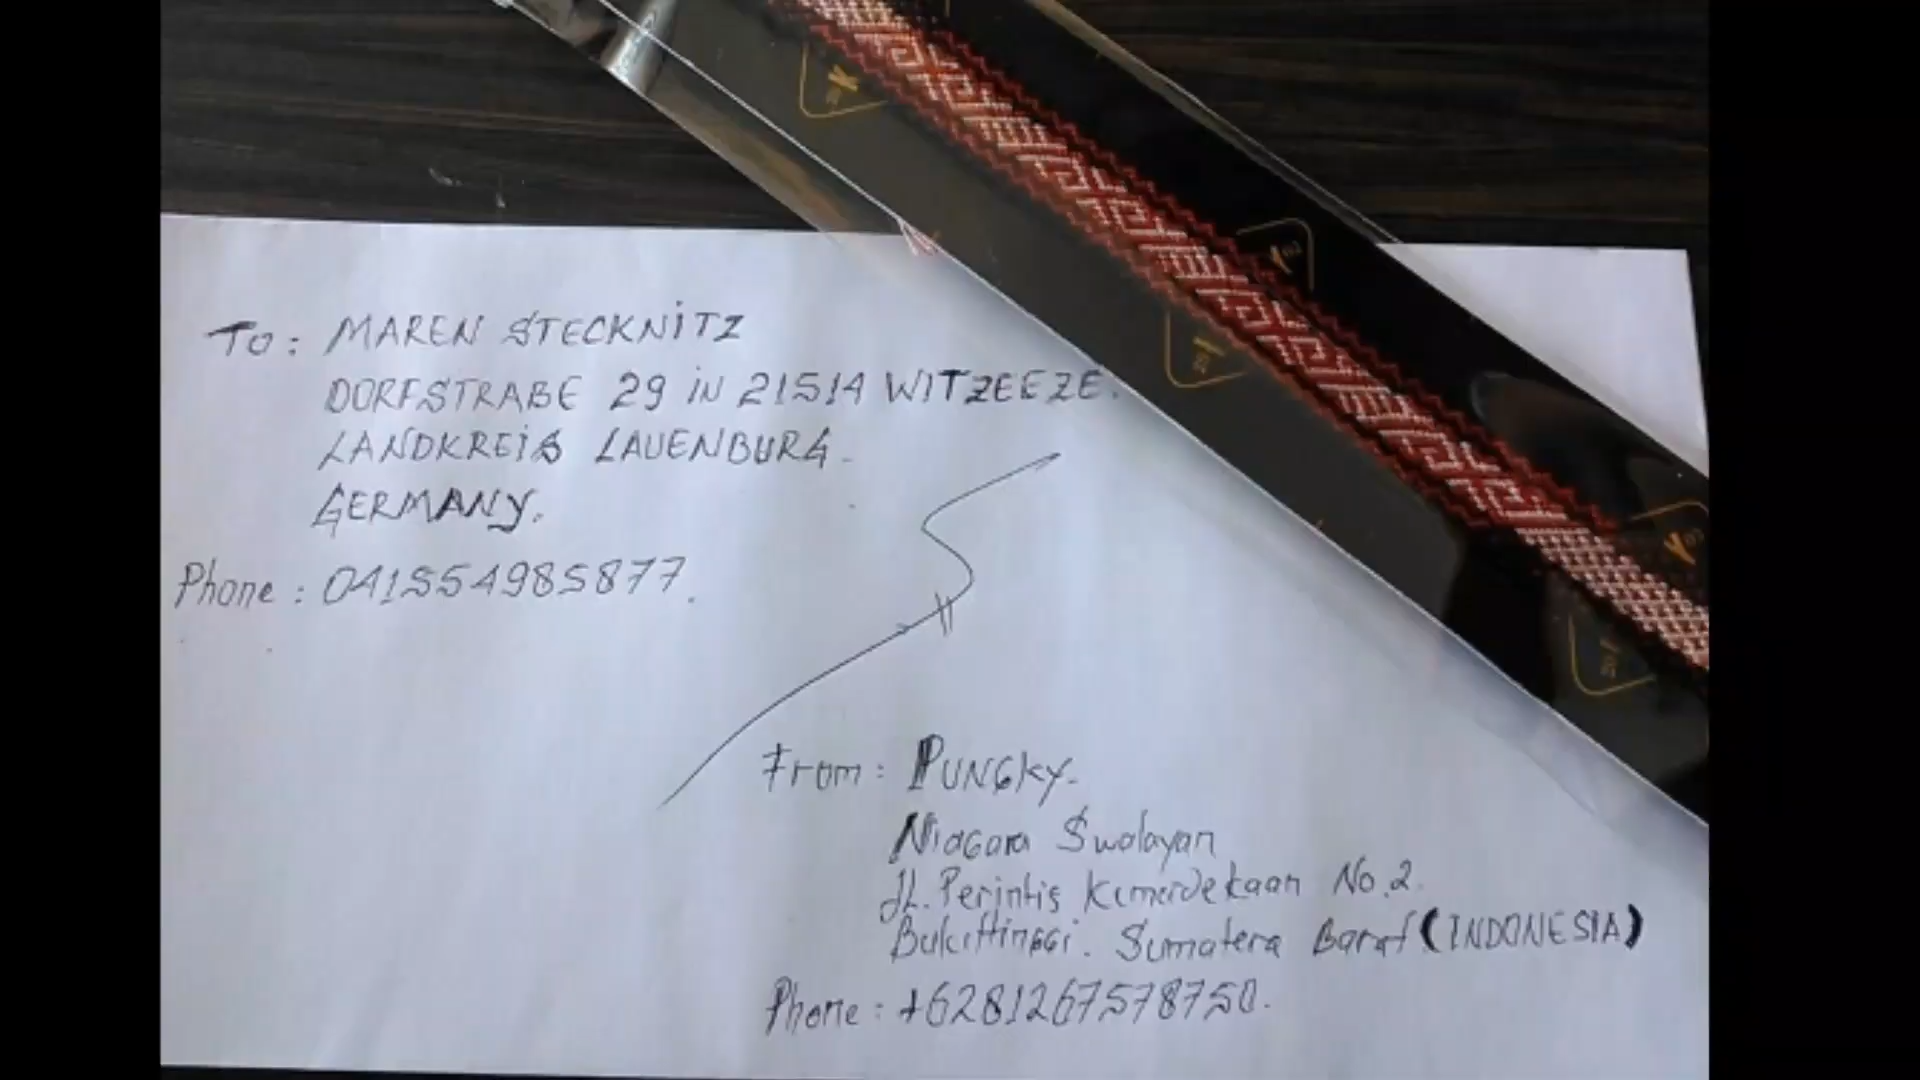 To : MAREN STECKNITZ
DORFSTRABE 29 iN 21514 WITZEEZE.
LANDKREIS LAUENBURG.
GERMANY.
Phone : 041554985877.
From : PUNGKY.
Niagara Swalayan
JL. Perintis Kemerdekaan No.2.
Bukittinggi. Sumatera Barat (INDONESIA)
Phone : +6281267578750.